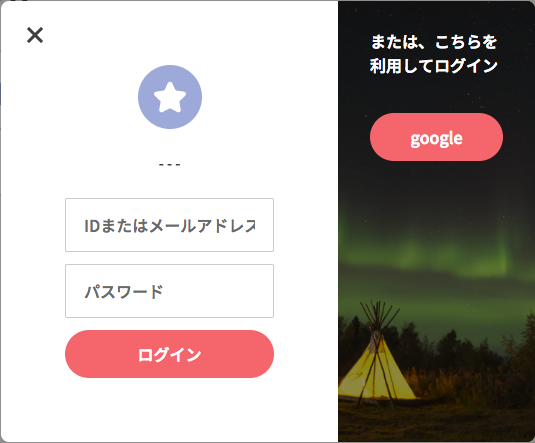 ---
IDまたはメールアドレス
パスワード
ログイン
または、こちらを
利用してログイン
google